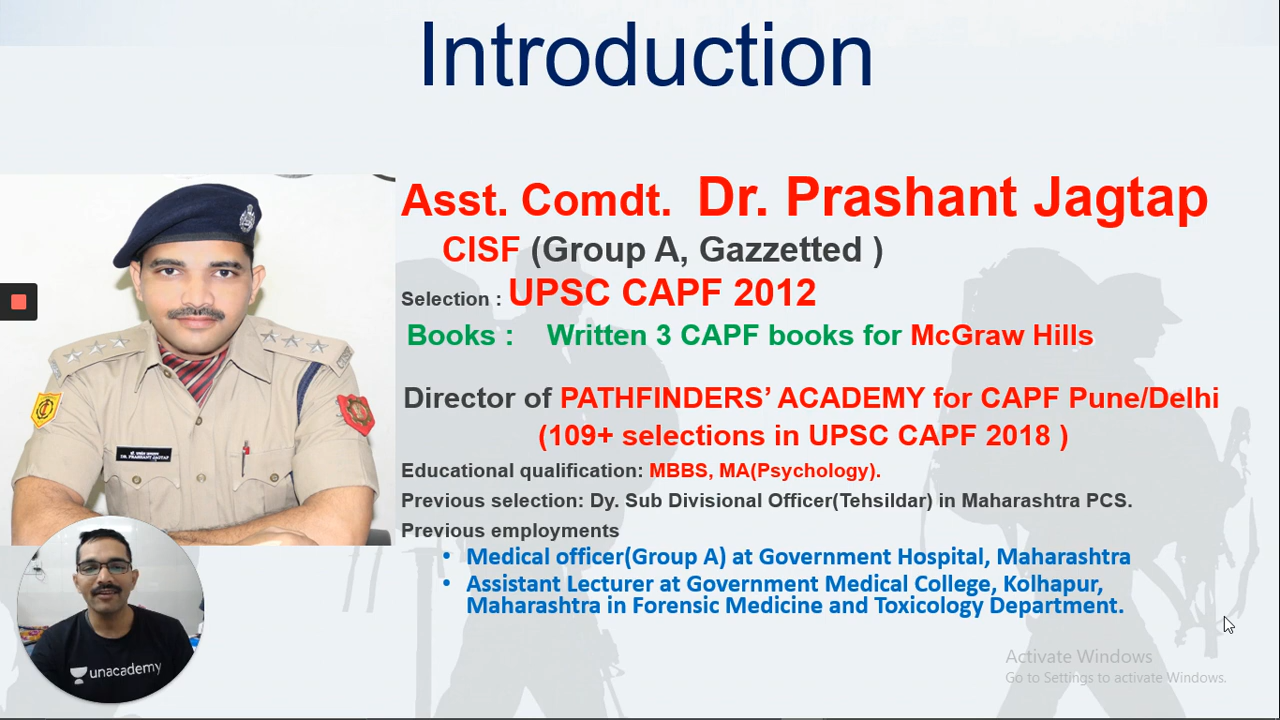 Introduction
Asst. Comdt. Dr. Prashant Jagtap
CISF (Group A, Gazzetted )
Selection : UPSC CAPF 2012
Books : Written 3 CAPF books for McGraw Hills
Director of PATHFINDERS’ ACADEMY for CAPF Pune/Delhi
(109+ selections in UPSC CAPF 2018 )
Educational qualification: MBBS, MA(Psychology).
Previous selection: Dy. Sub Divisional Officer(Tehsildar) in Maharashtra PCS.
Previous employments
• Medical officer(Group A) at Government Hospital, Maharashtra
• Assistant Lecturer at Government Medical College, Kolhapur,
Maharashtra in Forensic Medicine and Toxicology Department.
DR. PRASHANT JAGTAP
unacademy
Activate Windows
Go to Settings to activate Windows.